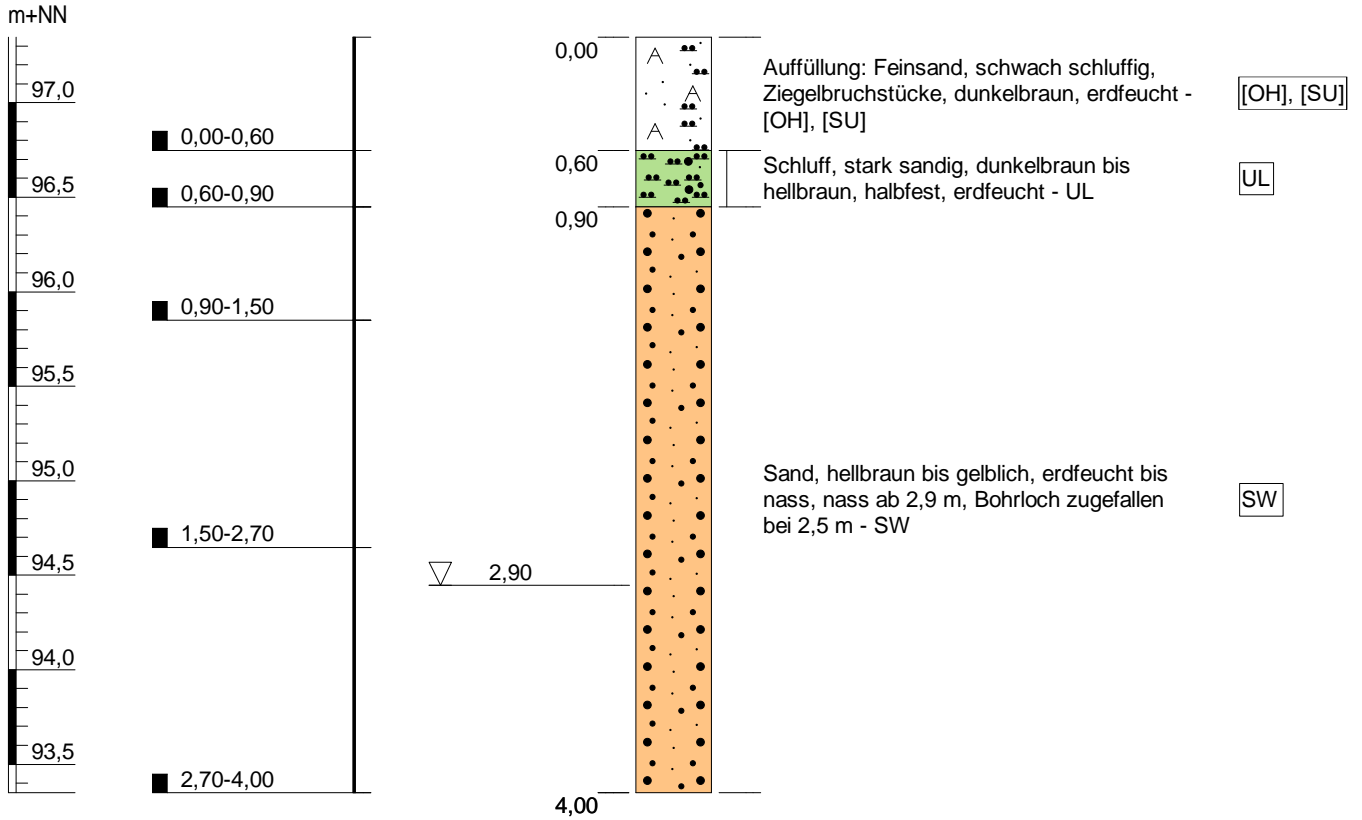 m+NN
97,0
96,5
96,0
95,5
95,0
94,5
94,0
93,5
0,00-0,60
0,60-0,90
0,90-1,50
1,50-2,70
2,70-4,00
2,90
0,00
0,60
0,90
4,00
Auffüllung: Feinsand, schwach schluffig,
Ziegelbruchstücke, dunkelbraun, erdfeucht -
[OH], [SU]
[OH], [SU]
Schluff, stark sandig, dunkelbraun bis
hellbraun, halbfest, erdfeucht - UL
UL
Sand, hellbraun bis gelblich, erdfeucht bis
nass, nass ab 2,9 m, Bohrloch zugefallen
bei 2,5 m - SW
SW